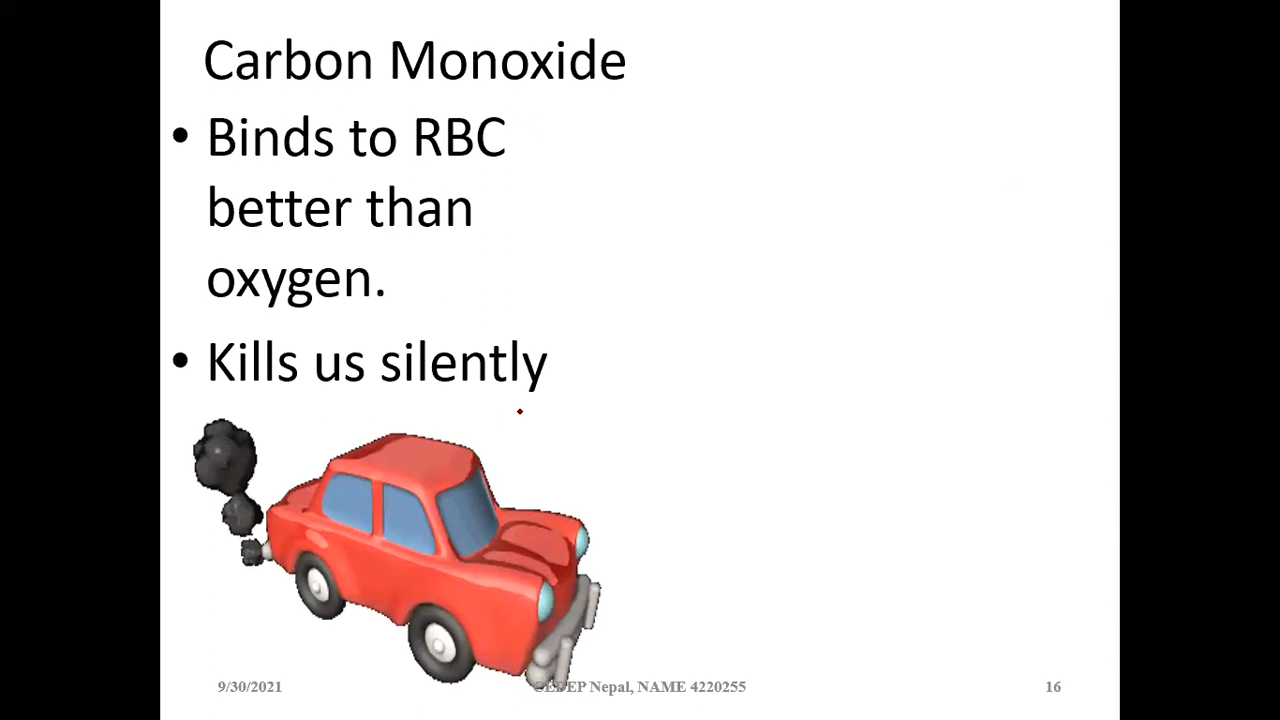 Carbon Monoxide
• Binds to RBC
better than
oxygen.
• Kills us silently
9/30/2021
Nepal, NAME 4220255
16